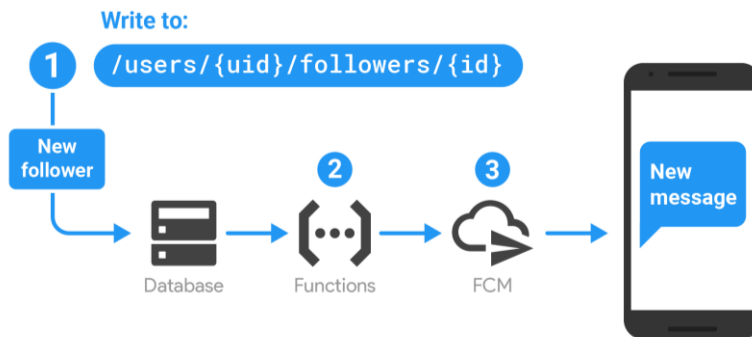 Write to:
1
/users/{uid}/followers/{id}
New
follower
2
3
Database
Functions
FCM
New
message